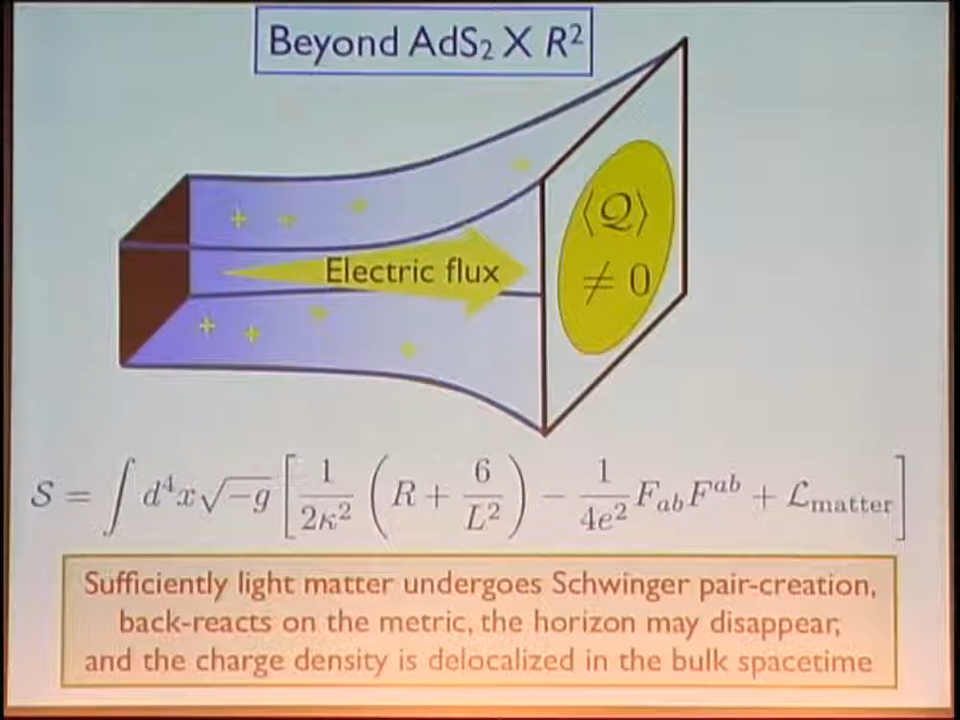 Beyond AdS₂ X R²
+ + + +
Electric flux
⟨Q⟩
≠ 0
+ + + +
S = ∫ d⁴x√−g [ 1/(2κ²) ( R + 6/L² ) − 1/(4e²) F_{ab}F^{ab} + ℒ_matter ]
Sufficiently light matter undergoes Schwinger pair-creation,
back-reacts on the metric, the horizon may disappear,
and the charge density is delocalized in the bulk spacetime